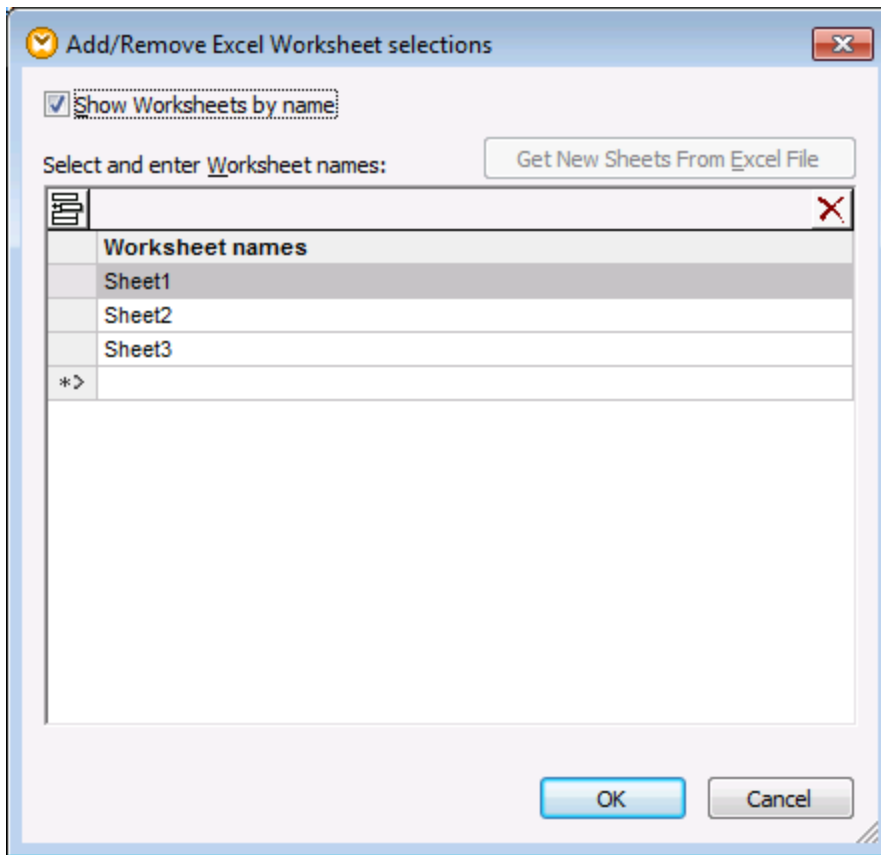 Add/Remove Excel Worksheet selections
Show Worksheets by name
Select and enter Worksheet names:
Get New Sheets From Excel File
Worksheet names
Sheet1
Sheet2
Sheet3
*>
OK
Cancel